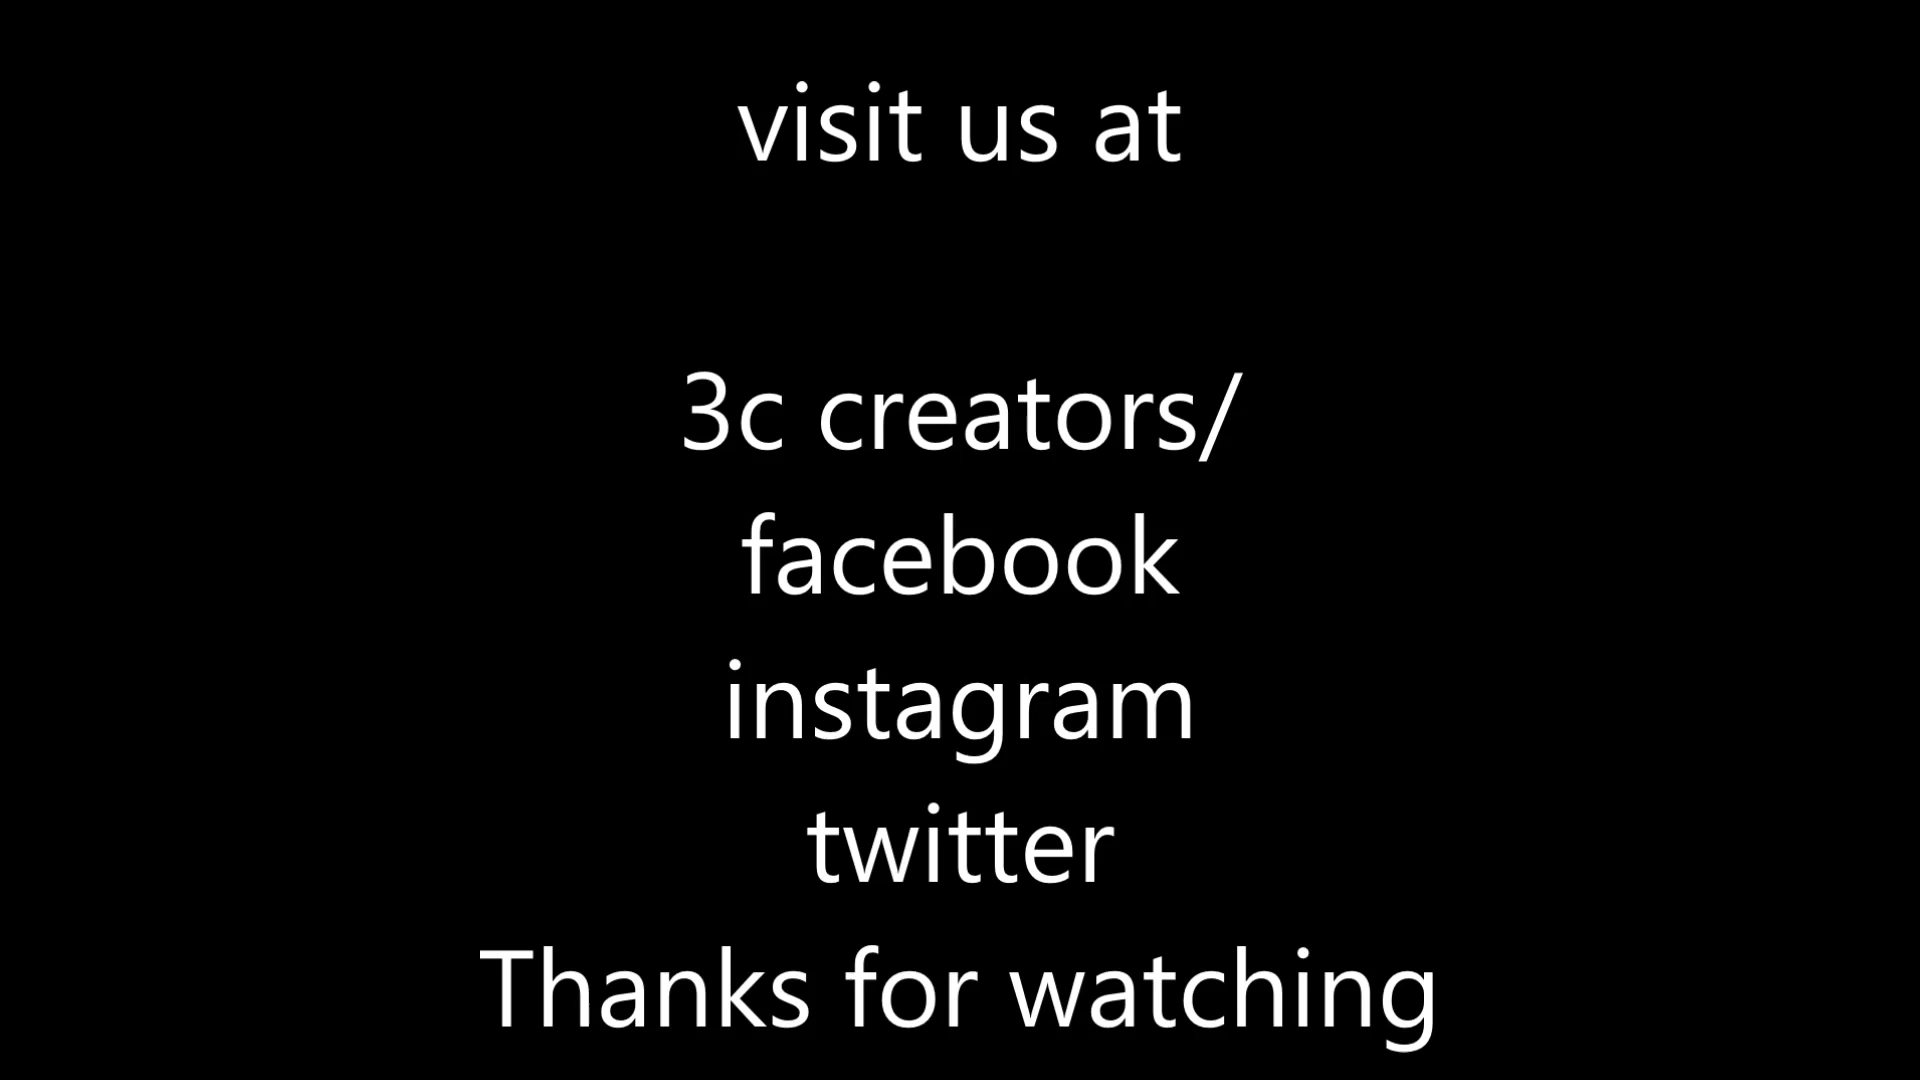 visit us at
3c creators/
facebook
instagram
twitter
Thanks for watching